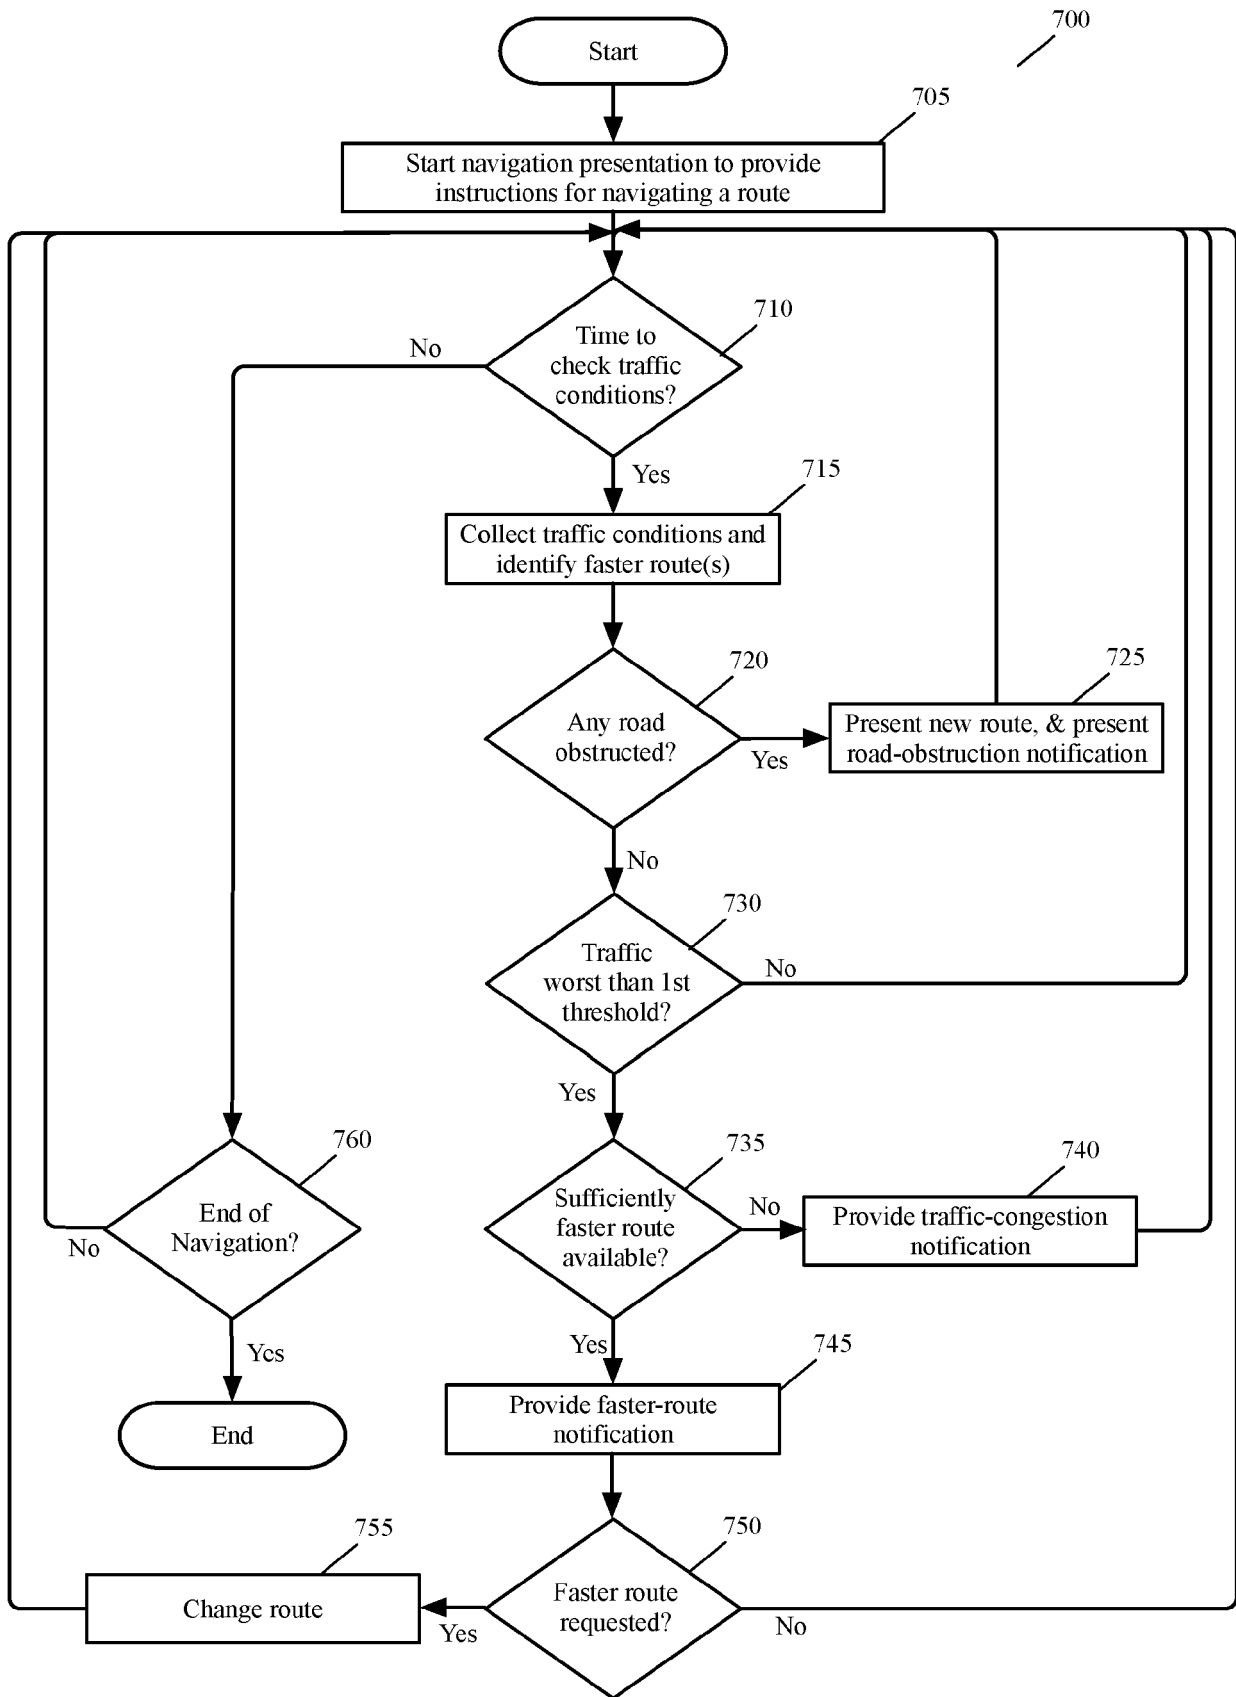 Start
700
705
Start navigation presentation to provide
instructions for navigating a route
710
Time to
check traffic
conditions?
No
Yes
715
Collect traffic conditions and
identify faster route(s)
720
Any road
obstructed?
Yes
725
Present new route, & present
road-obstruction notification
No
730
Traffic
worst than 1st
threshold?
No
Yes
735
Sufficiently
faster route
available?
No
740
Provide traffic-congestion
notification
760
End of
Navigation?
No
Yes
End
Yes
745
Provide faster-route
notification
750
Faster route
requested?
No
Yes
755
Change route